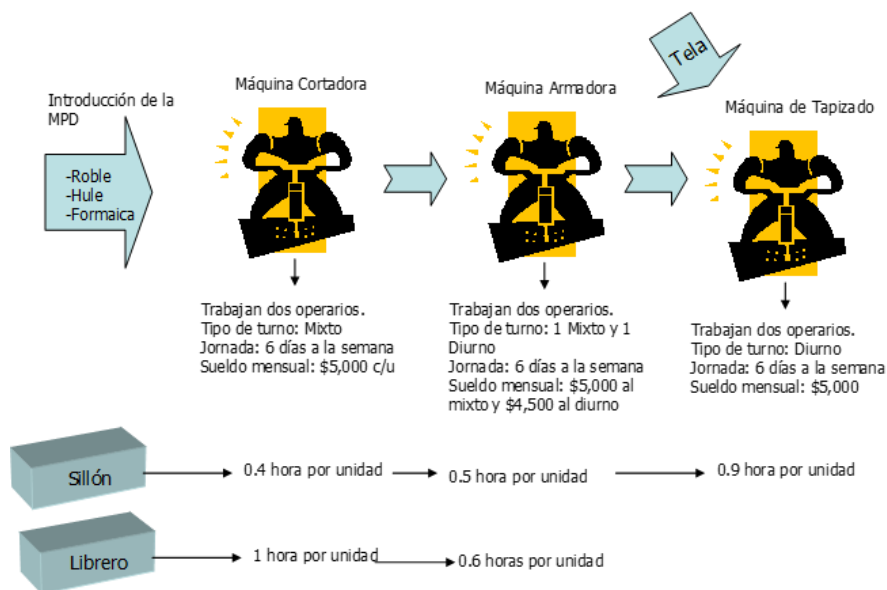 Tela
Introducción de la
MPD
-Roble
-Hule
-Formaica
Máquina Cortadora
Máquina Armadora
Máquina de Tapizado
Trabajan dos operarios.
Tipo de turno: Mixto
Jornada: 6 días a la semana
Sueldo mensual: $5,000 c/u
Trabajan dos operarios.
Tipo de turno: 1 Mixto y 1
Diurno
Jornada: 6 días a la semana
Sueldo mensual: $5,000 al
mixto y $4,500 al diurno
Trabajan dos operarios.
Tipo de turno: Diurno
Jornada: 6 días a la semana
Sueldo mensual: $5,000
Sillón
0.4 hora por unidad
0.5 hora por unidad
0.9 hora por unidad
Librero
1 hora por unidad
0.6 horas por unidad